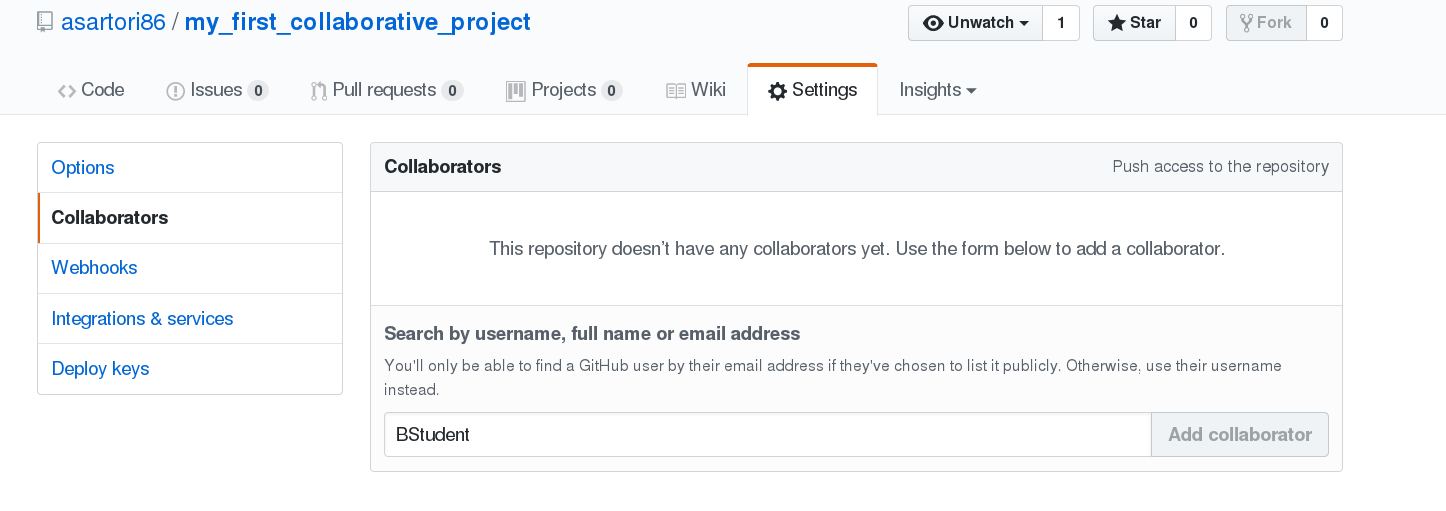 asartori86 / my_first_collaborative_project
Unwatch 1 Star 0 Fork 0
Code Issues 0 Pull requests 0 Projects 0 Wiki Settings Insights
Options
Collaborators
Webhooks
Integrations & services
Deploy keys
Collaborators Push access to the repository
This repository doesn't have any collaborators yet. Use the form below to add a collaborator.
Search by username, full name or email address
You'll only be able to find a GitHub user by their email address if they've chosen to list it publicly. Otherwise, use their username
instead.
BStudent Add collaborator